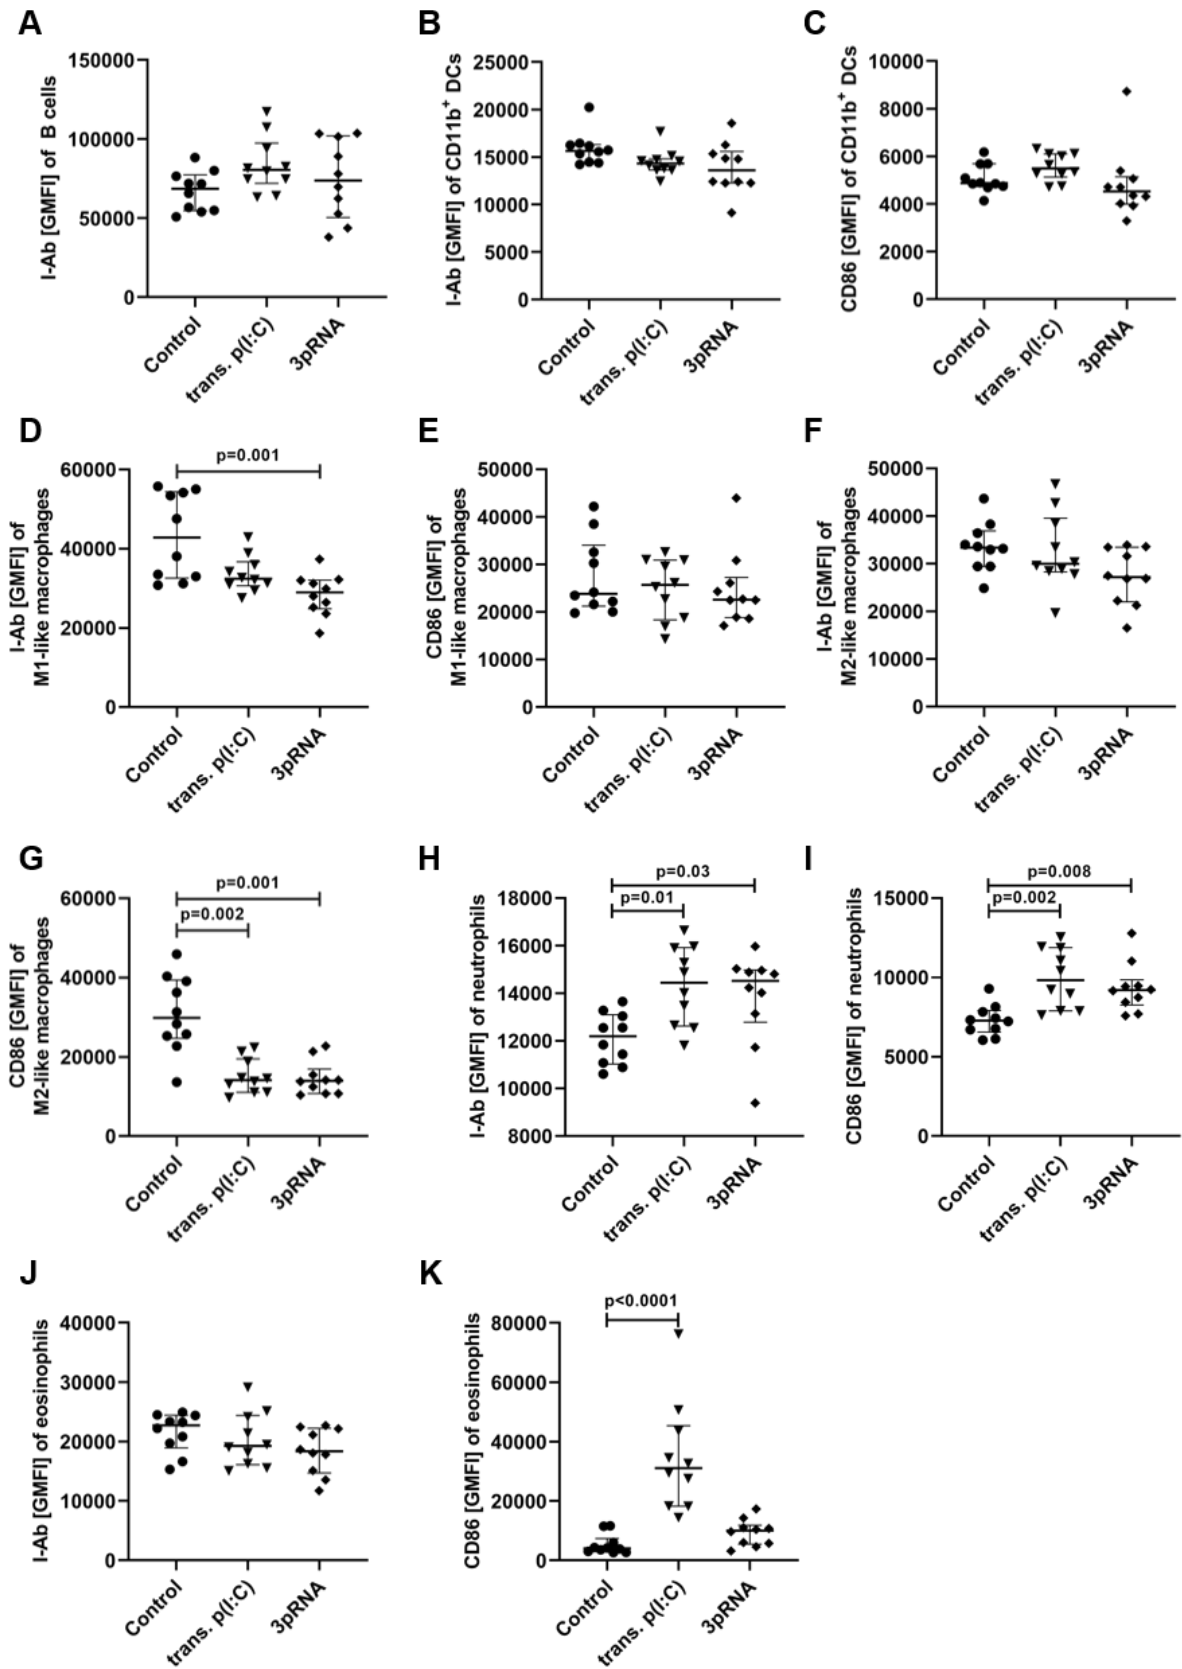 A
I-Ab [GMFI] of B cells
150000
100000
50000
0
Control
trans. p(I:C)
3pRNA
B
I-Ab [GMFI] of CD11b+ DCs
25000
20000
15000
10000
5000
0
Control
trans. p(I:C)
3pRNA
C
CD86 [GMFI] of CD11b+ DCs
10000
8000
6000
4000
2000
0
Control
trans. p(I:C)
3pRNA
D
I-Ab [GMFI] of
M1-like macrophages
p=0.001
60000
40000
20000
0
Control
trans. p(I:C)
3pRNA
E
CD86 [GMFI] of
M1-like macrophages
50000
40000
30000
20000
10000
0
Control
trans. p(I:C)
3pRNA
F
I-Ab [GMFI] of
M2-like macrophages
50000
40000
30000
20000
10000
0
Control
trans. p(I:C)
3pRNA
G
CD86 [GMFI] of
M2-like macrophages
p=0.001
p=0.002
60000
40000
20000
0
Control
trans. p(I:C)
3pRNA
H
I-Ab [GMFI] of neutrophils
p=0.03
p=0.01
18000
16000
14000
12000
10000
8000
Control
trans. p(I:C)
3pRNA
I
CD86 [GMFI] of neutrophils
p=0.008
p=0.002
15000
10000
5000
0
Control
trans. p(I:C)
3pRNA
J
I-Ab [GMFI] of eosinophils
40000
30000
20000
10000
0
Control
trans. p(I:C)
3pRNA
K
CD86 [GMFI] of eosinophils
p<0.0001
80000
60000
40000
20000
0
Control
trans. p(I:C)
3pRNA